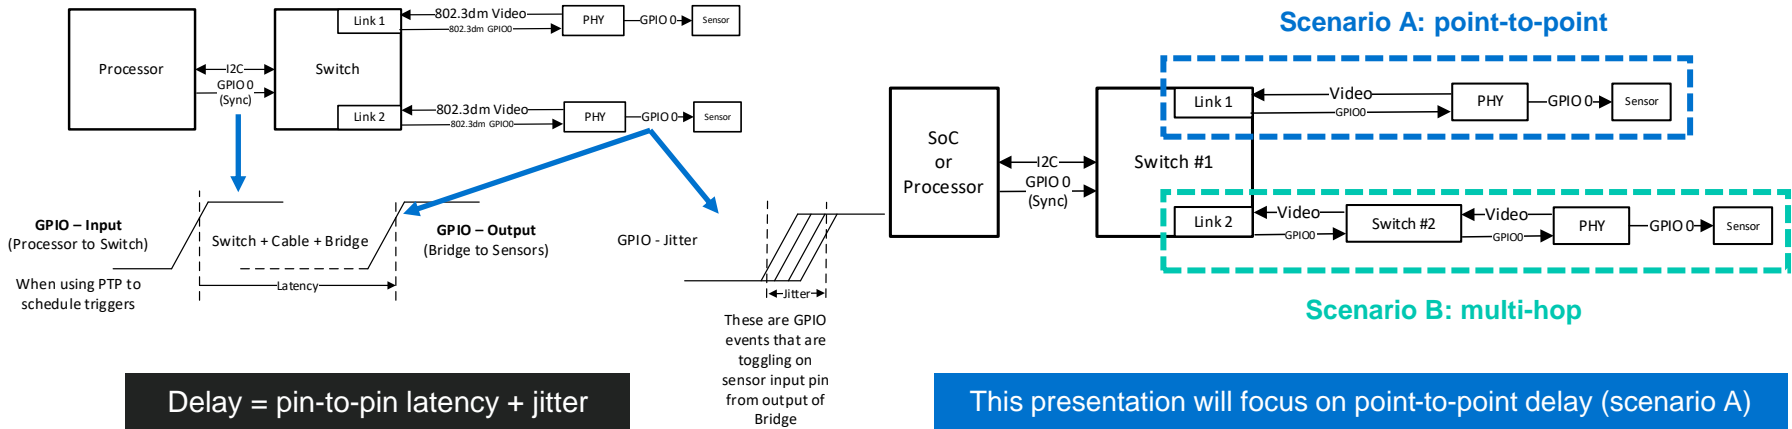 Processor
I2C
GPIO 0
(Sync)
Switch
Link 1
Link 2
802.3dm Video
802.3dm GPIO0
PHY
GPIO 0
Sensor
802.3dm Video
802.3dm GPIO0
PHY
GPIO 0
Sensor
GPIO – Input
(Processor to Switch)
When using PTP to
schedule triggers
Switch + Cable + Bridge
Latency
GPIO – Output
(Bridge to Sensors)
GPIO - Jitter
Jitter
These are GPIO
events that are
toggling on
sensor input pin
from output of
Bridge
Delay = pin-to-pin latency + jitter
Scenario A: point-to-point
SoC
or
Processor
I2C
GPIO 0
(Sync)
Switch #1
Link 1
Video
GPIO0
PHY
GPIO 0
Sensor
Link 2
Video
GPIO0
Switch #2
Video
GPIO0
PHY
GPIO 0
Sensor
Scenario B: multi-hop
This presentation will focus on point-to-point delay (scenario A)